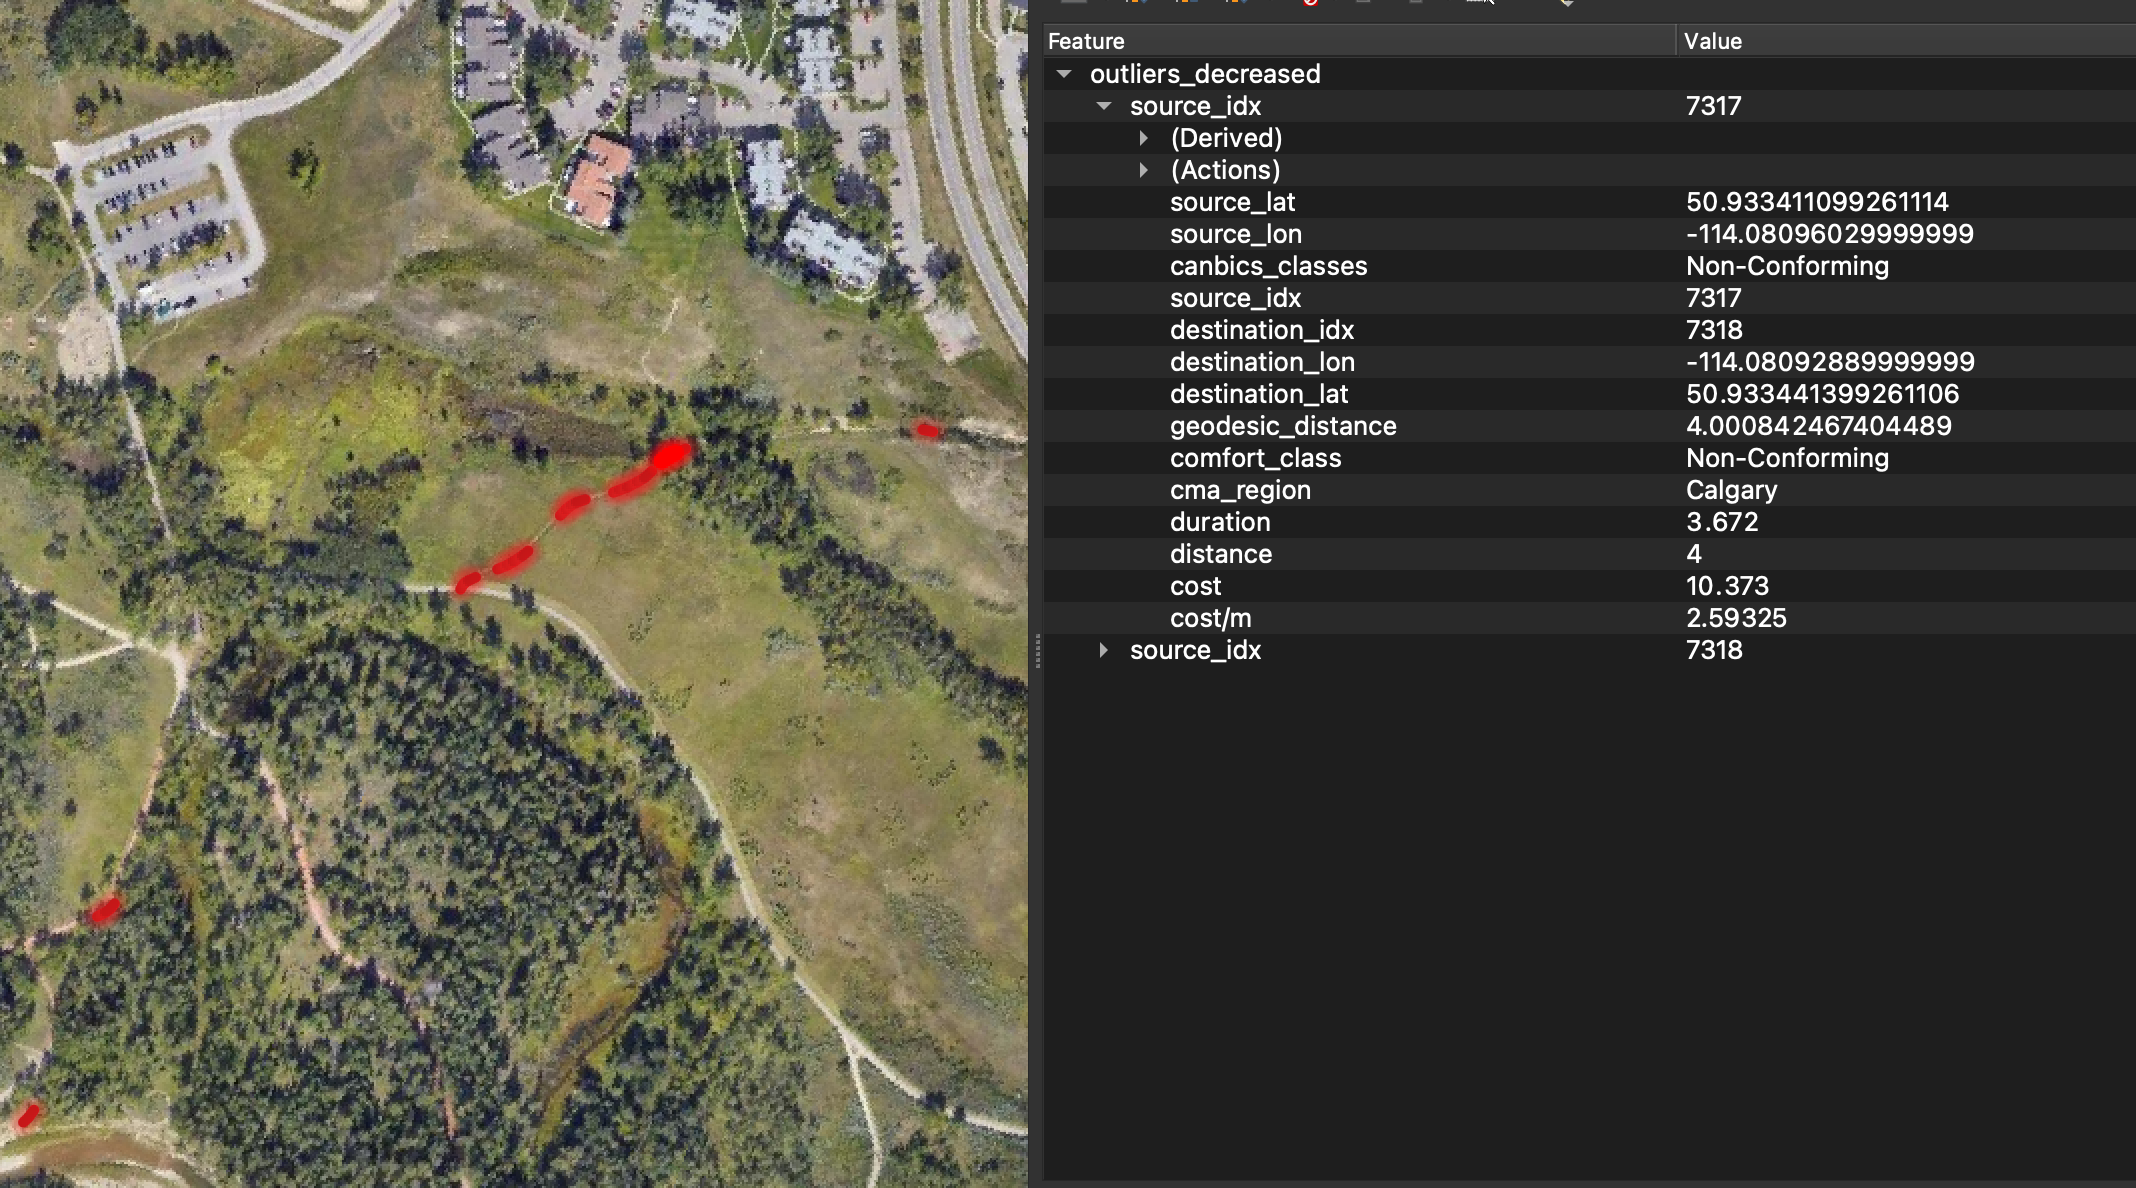 Feature Value
outliers_decreased
source_idx 7317
(Derived)
(Actions)
source_lat 50.933411099261114
source_lon -114.08096029999999
canbics_classes Non-Conforming
source_idx 7317
destination_idx 7318
destination_lon -114.08092889999999
destination_lat 50.933441399261106
geodesic_distance 4.000842467404489
comfort_class Non-Conforming
cma_region Calgary
duration 3.672
distance 4
cost 10.373
cost/m 2.59325
source_idx 7318